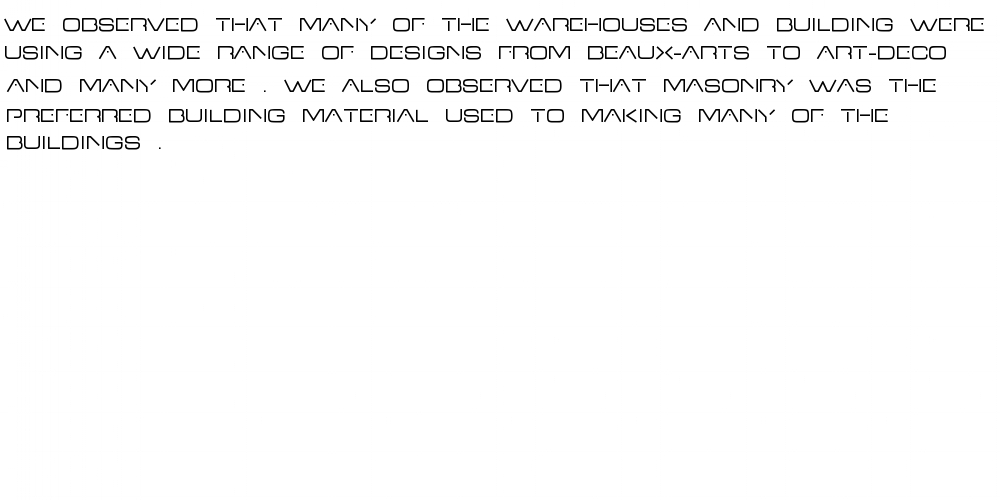 WE OBSERVED THAT MANY OF THE WAREHOUSES AND BUILDING WERE
USING A WIDE RANGE OF DESIGNS FROM BEAUX-ARTS TO ART-DECO
AND MANY MORE . WE ALSO OBSERVED THAT MASONRY WAS THE
PREFERRED BUILDING MATERIAL USED TO MAKING MANY OF THE
BUILDINGS .